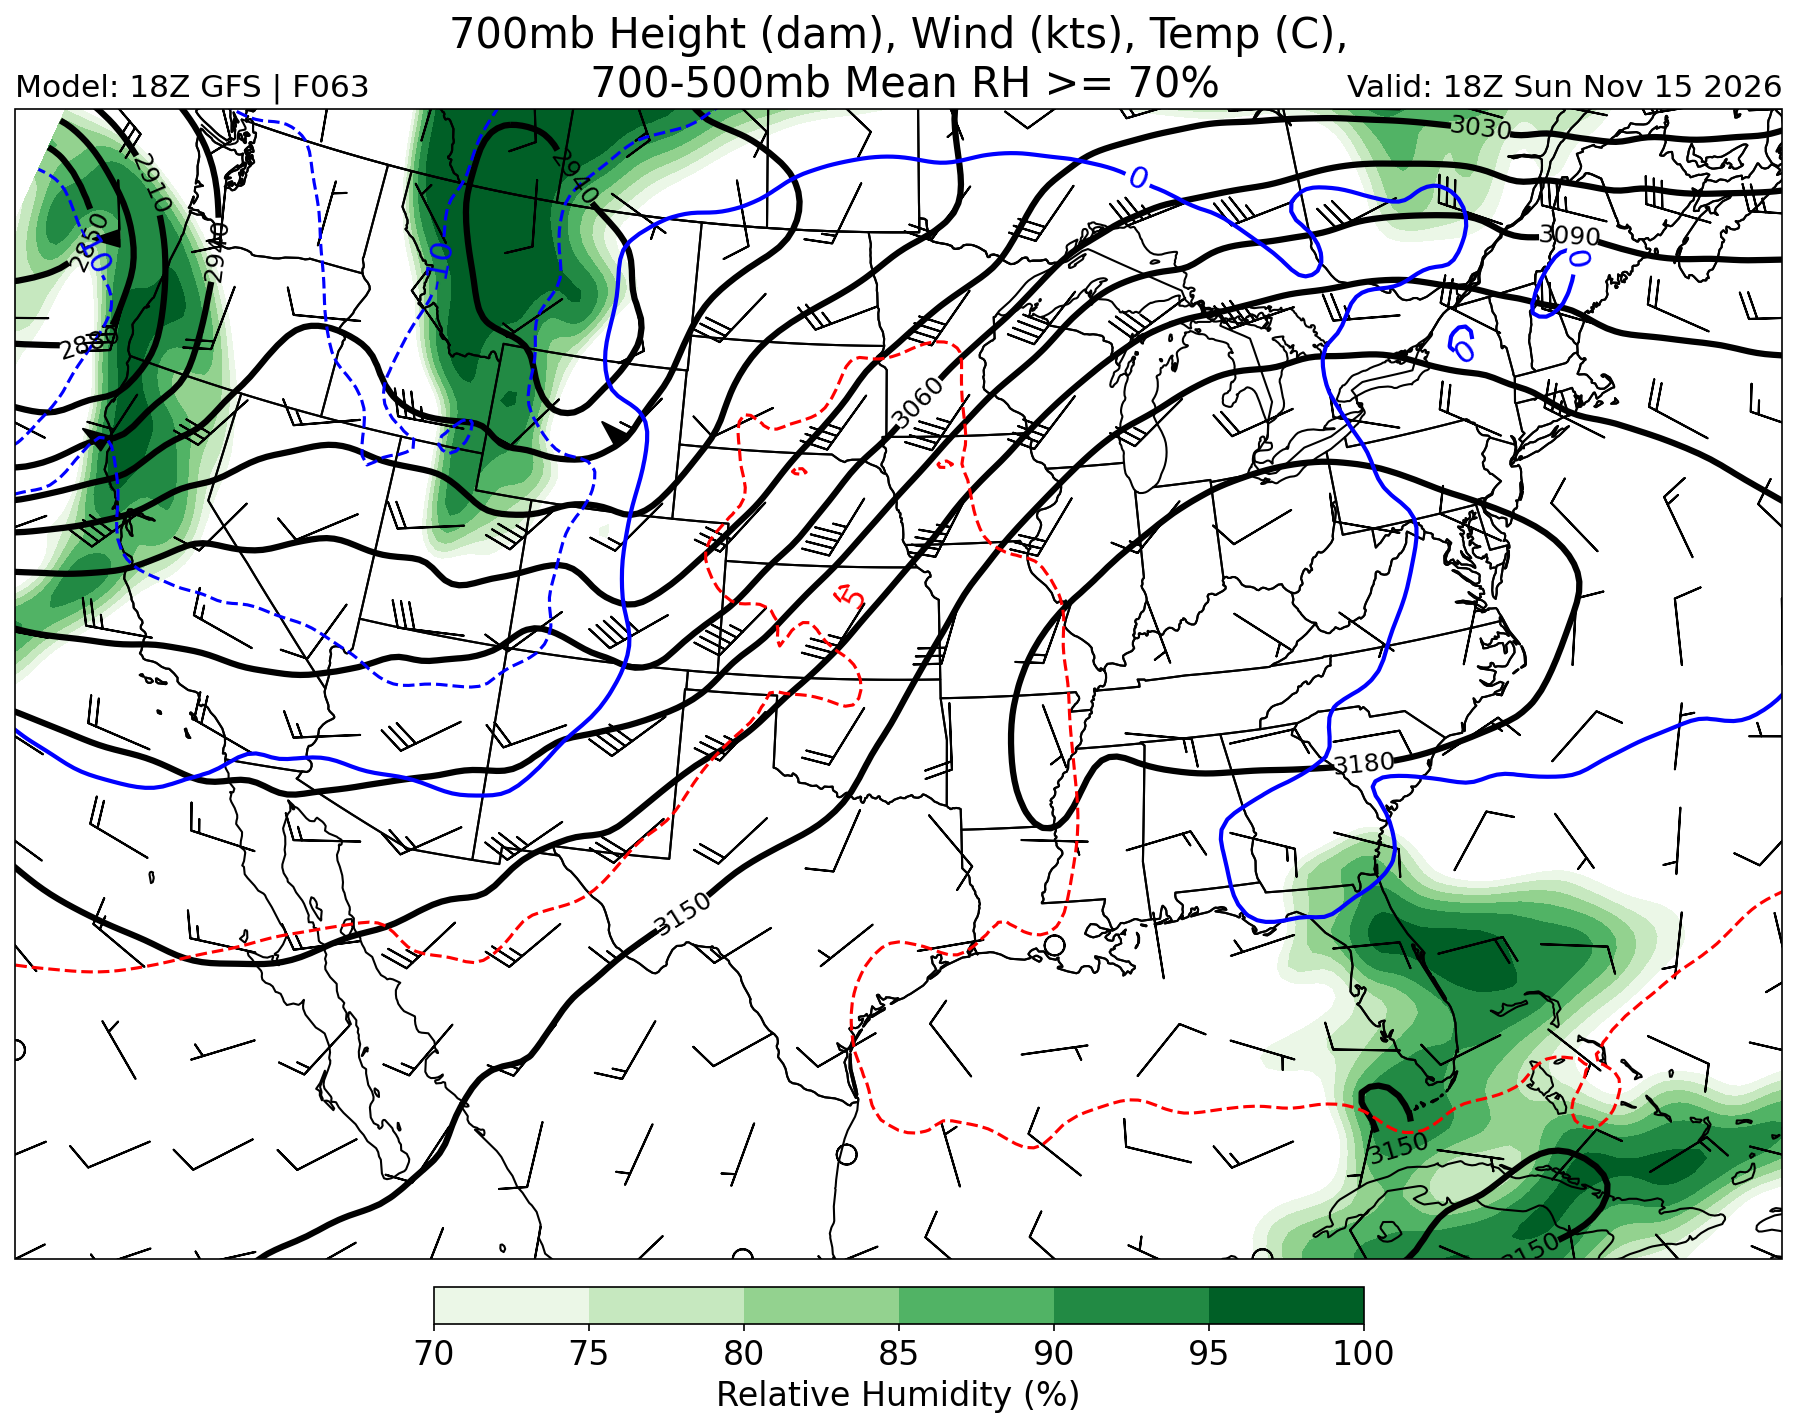 700mb Height (dam), Wind (kts), Temp (C),
Model: 18Z GFS | F063
700-500mb Mean RH >= 70%
Valid: 18Z Sun Nov 15 2026
3030
0
2910
2940
2850
2940
3090
0
10
2880
0
3060
5
3180
3150
3150
3150
70 75 80 85 90 95 100
Relative Humidity (%)